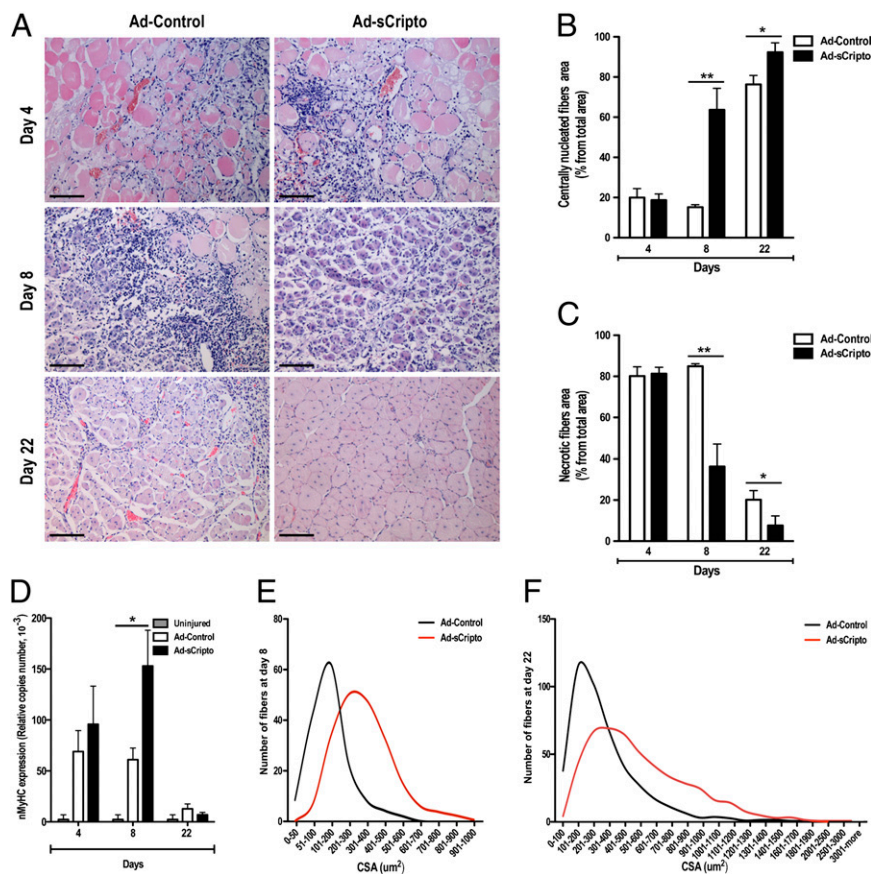 A
Ad-Control
Ad-sCripto
Day 4
Day 8
Day 22
B
Centrally nucleated fibers area
(% from total area)
100
80
60
40
20
0
**
*
Ad-Control
Ad-sCripto
4
8
22
Days
C
Necrotic fibers area
(% from total area)
100
80
60
40
20
0
**
*
Ad-Control
Ad-sCripto
4
8
22
Days
D
nMyHC expression (Relative copies number, 10⁻³)
200
150
100
50
0
*
Uninjured
Ad-Control
Ad-sCripto
4
8
22
Days
E
Number of fibers at day 8
80
60
40
20
0
Ad-Control
Ad-sCripto
0-50
51-100
101-200
201-300
301-400
401-500
501-600
601-700
701-800
801-900
901-1000
CSA (um²)
F
Number of fibers at day 22
150
100
50
0
Ad-Control
Ad-sCripto
0-100
101-200
201-300
301-400
401-500
501-600
601-700
701-800
801-900
901-1000
1001-1100
1101-1200
1201-1300
1301-1400
1401-1500
1601-1700
1801-1900
2001-2100
2501-3000
3001-more
CSA (um²)